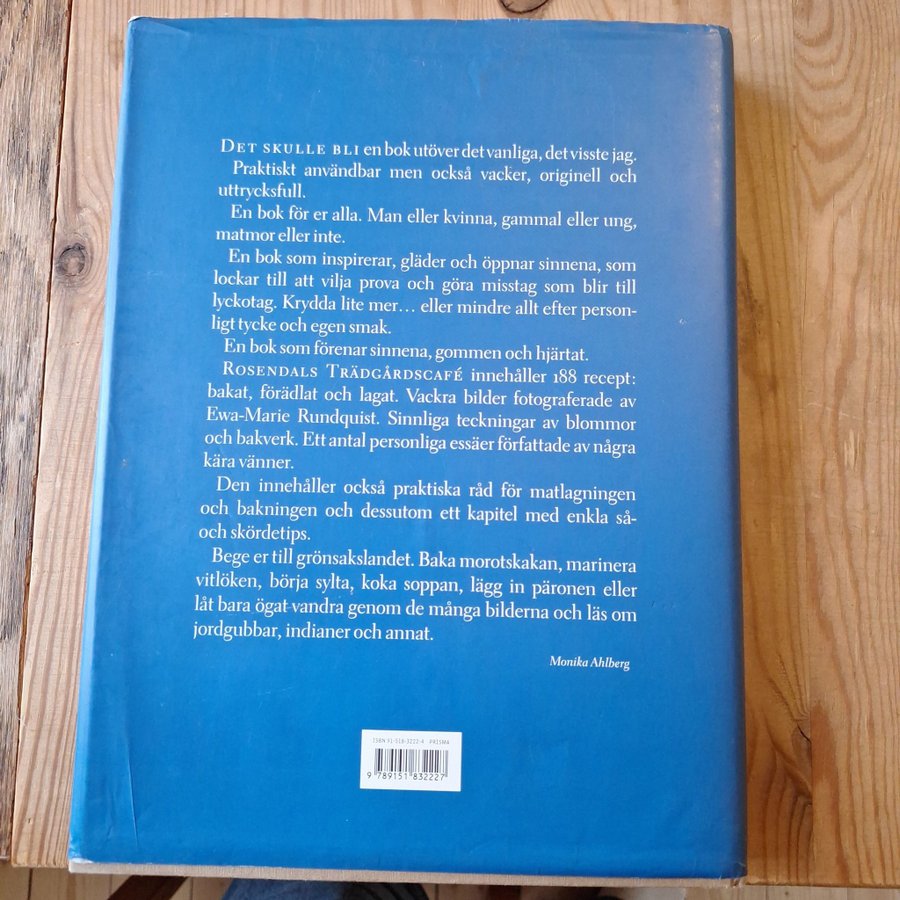 DET SKULLE BLI en bok utöver det vanliga, det visste jag.
Praktiskt användbar men också vacker, originell och
uttrycksfull.
En bok för er alla. Man eller kvinna, gammal eller ung,
matmor eller inte.
En bok som inspirerar, gläder och öppnar sinnena, som
lockar till att vilja prova och göra misstag som blir till
lyckotag. Krydda lite mer... eller mindre allt efter person-
ligt tycke och egen smak.
En bok som förenar sinnena, gommen och hjärtat.
ROSENDALS TRÄDGÅRDSCAFÉ innehåller 188 recept:
bakat, förädlat och lagat. Vackra bilder fotograferade av
Ewa-Marie Rundquist. Sinnliga teckningar av blommor
och bakverk. Ett antal personliga essäer författade av några
kära vänner.
Den innehåller också praktiska råd för matlagningen
och bakningen och dessutom ett kapitel med enkla så-
och skördetips.
Bege er till grönsakslandet. Baka morotskakan, marinera
vitlöken, börja sylta, koka soppan, lägg in päronen eller
låt bara ögat vandra genom de många bilderna och läs om
jordgubbar, indianer och annat.
Monika Ahlberg
ISBN 91-518-3222-4 PRISMA
9 789151 832227